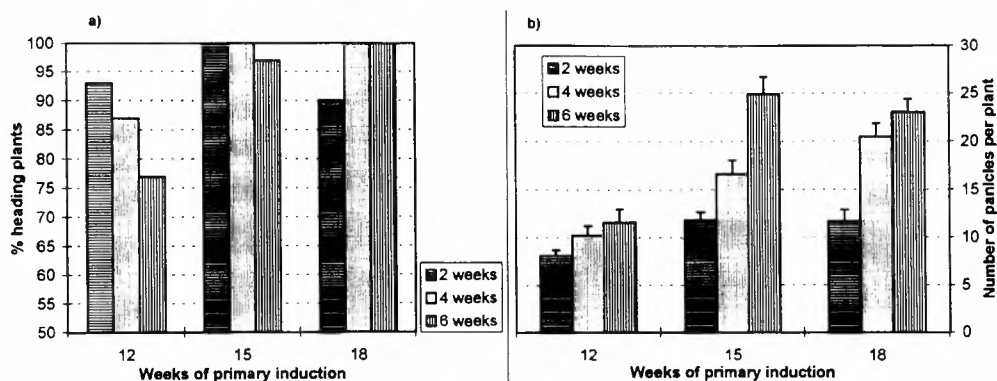 a)
% heading plants
100
95
90
85
80
75
70
65
60
55
50
12 15 18
Weeks of primary induction
2 weeks
4 weeks
6 weeks
b)
2 weeks
4 weeks
6 weeks
30
25
20
15
10
5
0
Number of panicles per plant
12 15 18
Weeks of primary induction